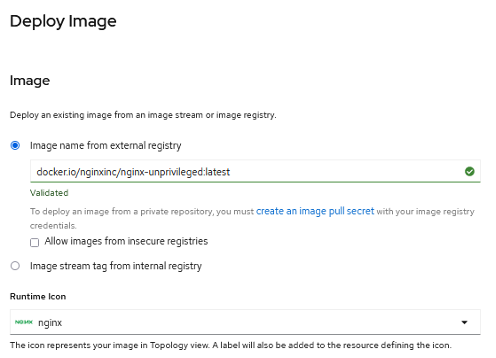 Deploy Image
Image
Deploy an existing image from an image stream or image registry.
Image name from external registry
docker.io/nginxinc/nginx-unprivileged:latest
Validated
To deploy an image from a private repository, you must create an image pull secret with your image registry
credentials.
Allow images from insecure registries
Image stream tag from internal registry
Runtime Icon
NGINX nginx
The icon represents your image in Topology view. A label will also be added to the resource defining the icon.